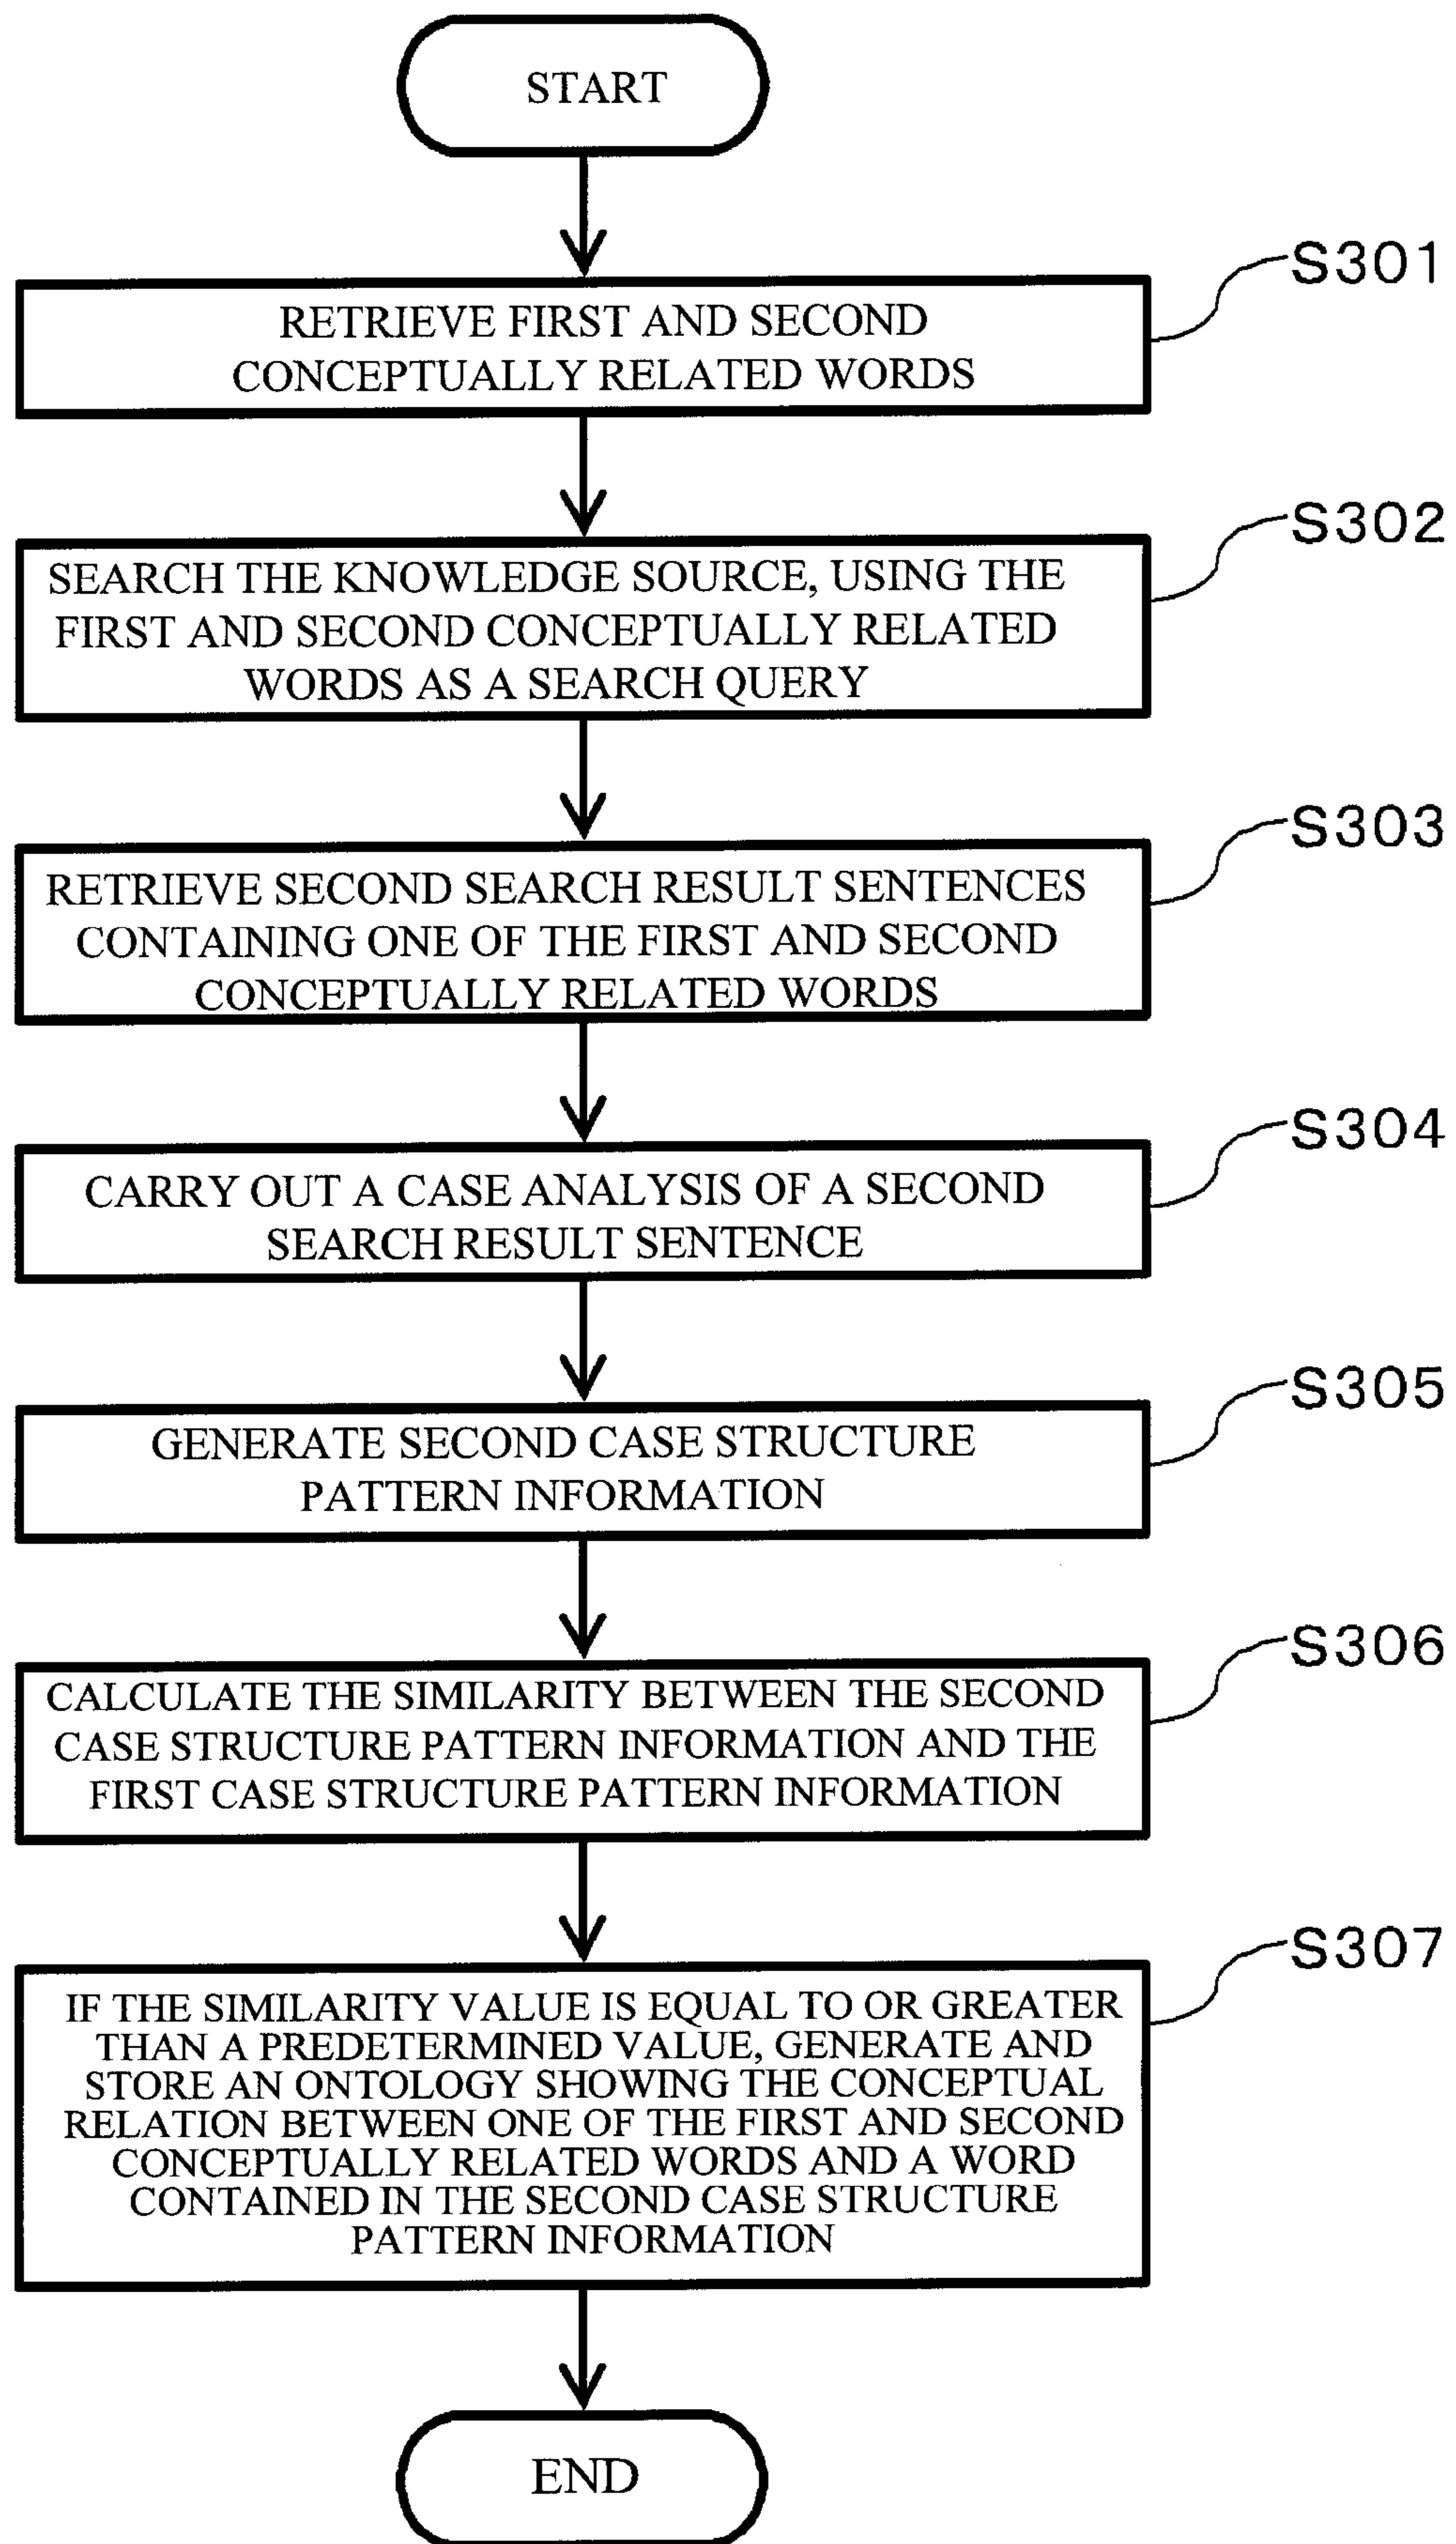 START
S301
RETRIEVE FIRST AND SECOND
CONCEPTUALLY RELATED WORDS
S302
SEARCH THE KNOWLEDGE SOURCE, USING THE
FIRST AND SECOND CONCEPTUALLY RELATED
WORDS AS A SEARCH QUERY
S303
RETRIEVE SECOND SEARCH RESULT SENTENCES
CONTAINING ONE OF THE FIRST AND SECOND
CONCEPTUALLY RELATED WORDS
S304
CARRY OUT A CASE ANALYSIS OF A SECOND
SEARCH RESULT SENTENCE
S305
GENERATE SECOND CASE STRUCTURE
PATTERN INFORMATION
S306
CALCULATE THE SIMILARITY BETWEEN THE SECOND
CASE STRUCTURE PATTERN INFORMATION AND THE
FIRST CASE STRUCTURE PATTERN INFORMATION
S307
IF THE SIMILARITY VALUE IS EQUAL TO OR GREATER
THAN A PREDETERMINED VALUE, GENERATE AND
STORE AN ONTOLOGY SHOWING THE CONCEPTUAL
RELATION BETWEEN ONE OF THE FIRST AND SECOND
CONCEPTUALLY RELATED WORDS AND A WORD
CONTAINED IN THE SECOND CASE STRUCTURE
PATTERN INFORMATION
END